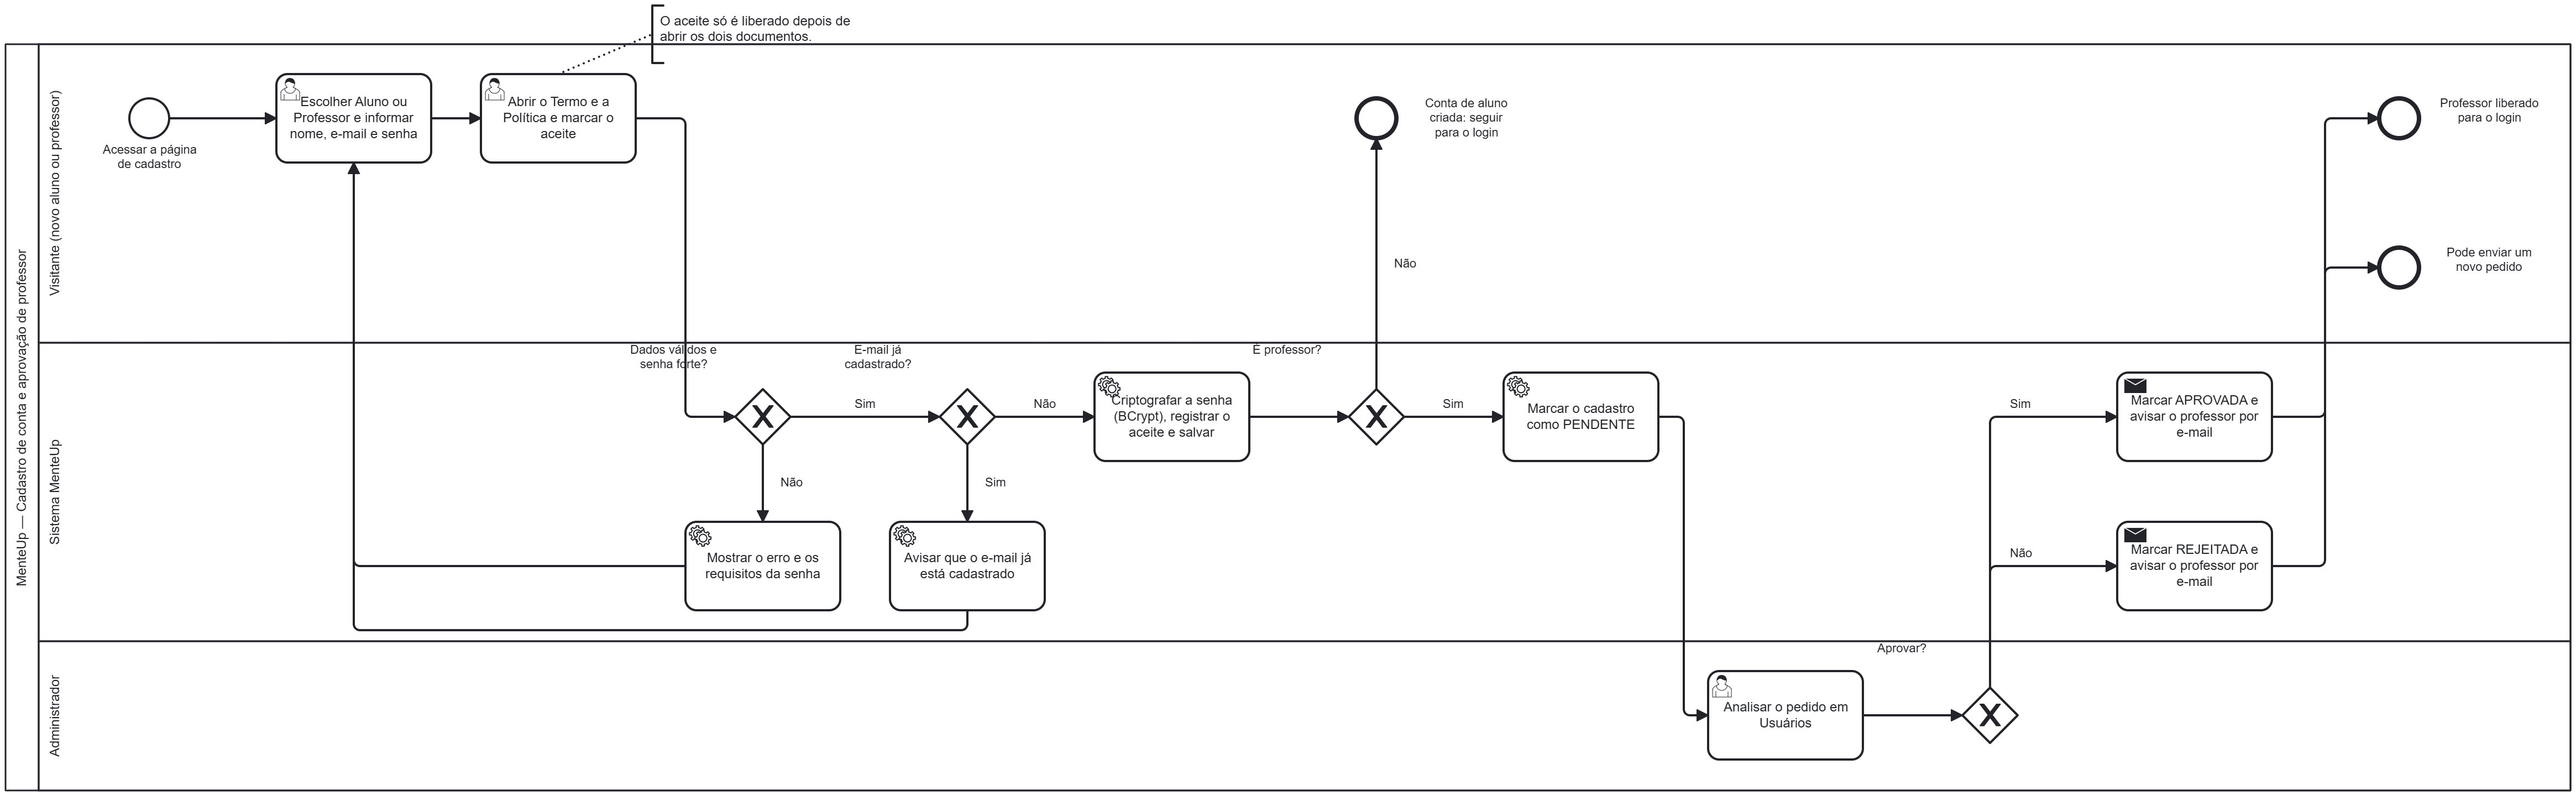 O aceite só é liberado depois de
abrir os dois documentos.
MenteUp — Cadastro de conta e aprovação de professor
Visitante (novo aluno ou professor)
Acessar a página
de cadastro
Escolher Aluno ou
Professor e informar
nome, e-mail e senha
Abrir o Termo e a
Política e marcar o
aceite
Conta de aluno
criada: seguir
para o login
Professor liberado
para o login
Não
Pode enviar um
novo pedido
Sistema MenteUp
Dados válidos e
senha forte?
E-mail já
cadastrado?
É professor?
Sim
Não
Criptografar a senha
(BCrypt), registrar o
aceite e salvar
Sim
Marcar o cadastro
como PENDENTE
Sim
Marcar APROVADA e
avisar o professor por
e-mail
Não
Sim
Mostrar o erro e os
requisitos da senha
Avisar que o e-mail já
está cadastrado
Não
Marcar REJEITADA e
avisar o professor por
e-mail
Administrador
Aprovar?
Analisar o pedido em
Usuários